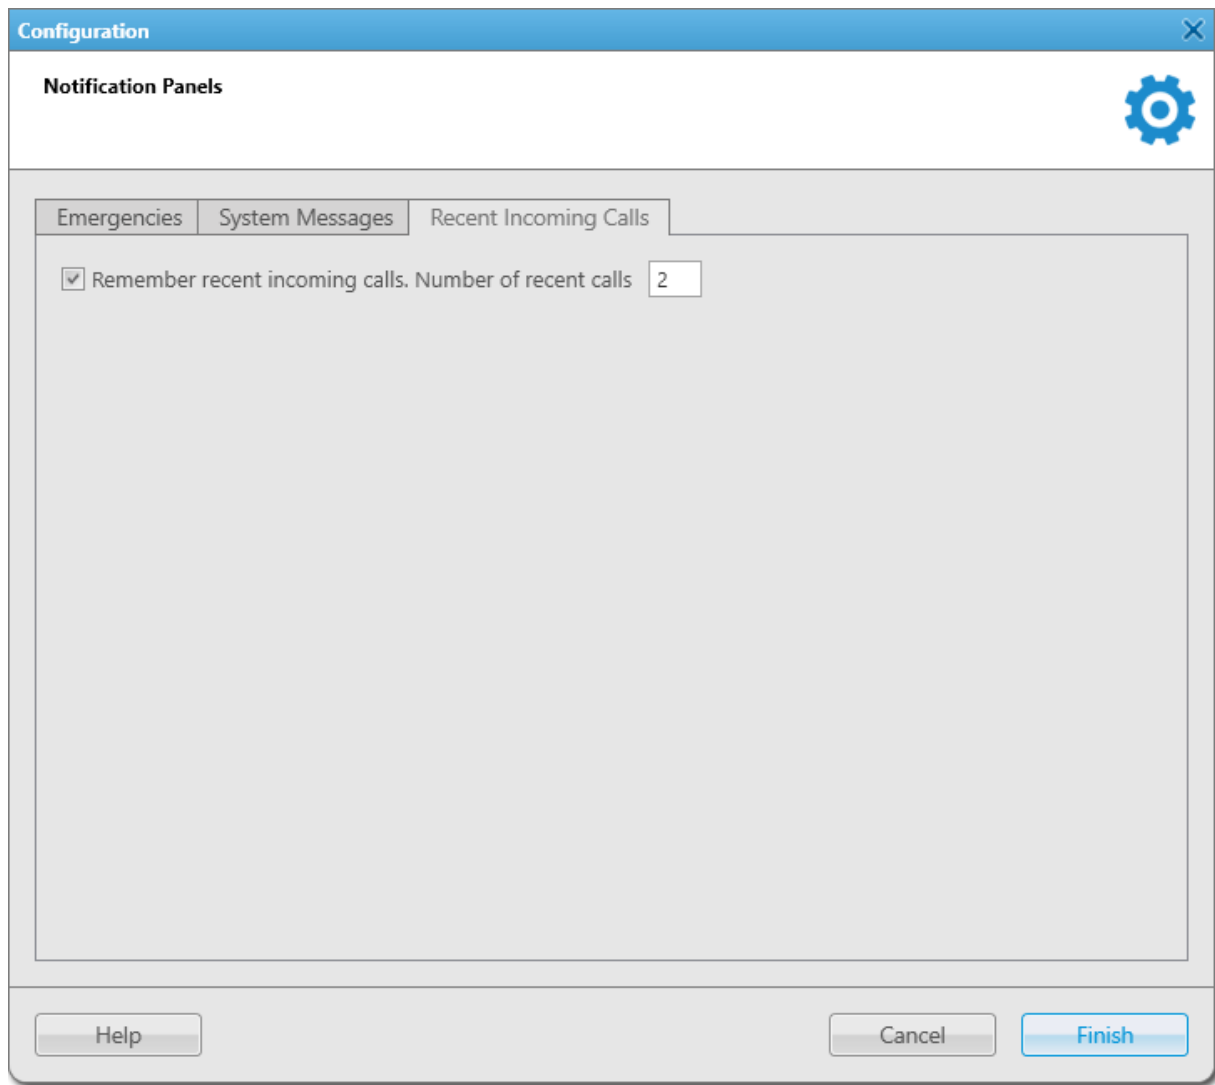 Configuration
Notification Panels
Emergencies System Messages Recent Incoming Calls
Remember recent incoming calls. Number of recent calls 2
Help Cancel Finish